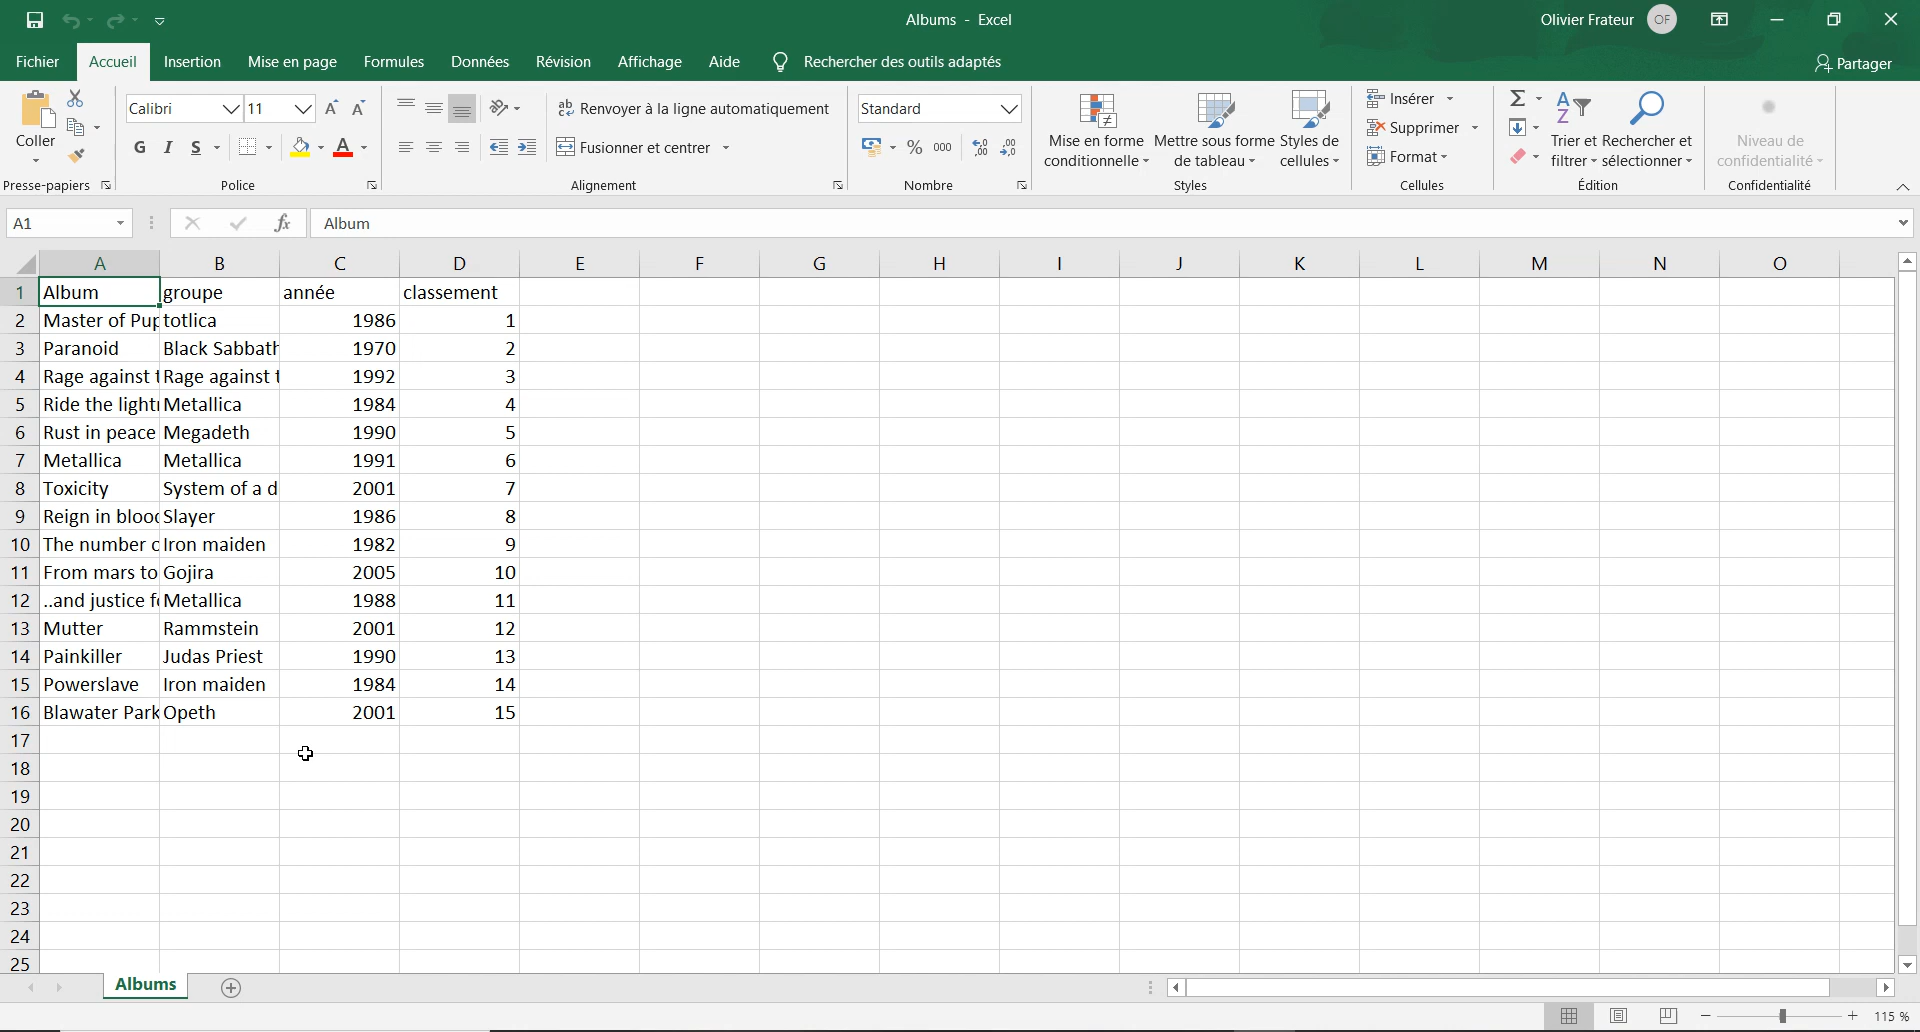 Albums - Excel
Olivier Frateur OF
Fichier Accueil Insertion Mise en page Formules Données Révision Affichage Aide Rechercher des outils adaptés Partager
Coller
Presse-papiers
Calibri 11 A A
G I S A
Police
ab Renvoyer à la ligne automatiquement
Fusionner et centrer
Alignement
Standard
% 000
Nombre
Mise en forme conditionnelle
Mettre sous forme de tableau
Styles de cellules
Styles
Insérer
Supprimer
Format
Cellules
Σ
Trier et filtrer
Rechercher et sélectionner
Édition
Niveau de confidentialité
Confidentialité
A1 fx Album
A B C D E F G H I J K L M N O
1 Album groupe année classement
2 Master of Pup totlica 1986 1
3 Paranoid Black Sabbath 1970 2
4 Rage against t Rage against t 1992 3
5 Ride the lightr Metallica 1984 4
6 Rust in peace Megadeth 1990 5
7 Metallica Metallica 1991 6
8 Toxicity System of a d 2001 7
9 Reign in blood Slayer 1986 8
10 The number o Iron maiden 1982 9
11 From mars to Gojira 2005 10
12 ..and justice fo Metallica 1988 11
13 Mutter Rammstein 2001 12
14 Painkiller Judas Priest 1990 13
15 Powerslave Iron maiden 1984 14
16 Blawater Park Opeth 2001 15
17
18
19
20
21
22
23
24
25
Albums
115 %